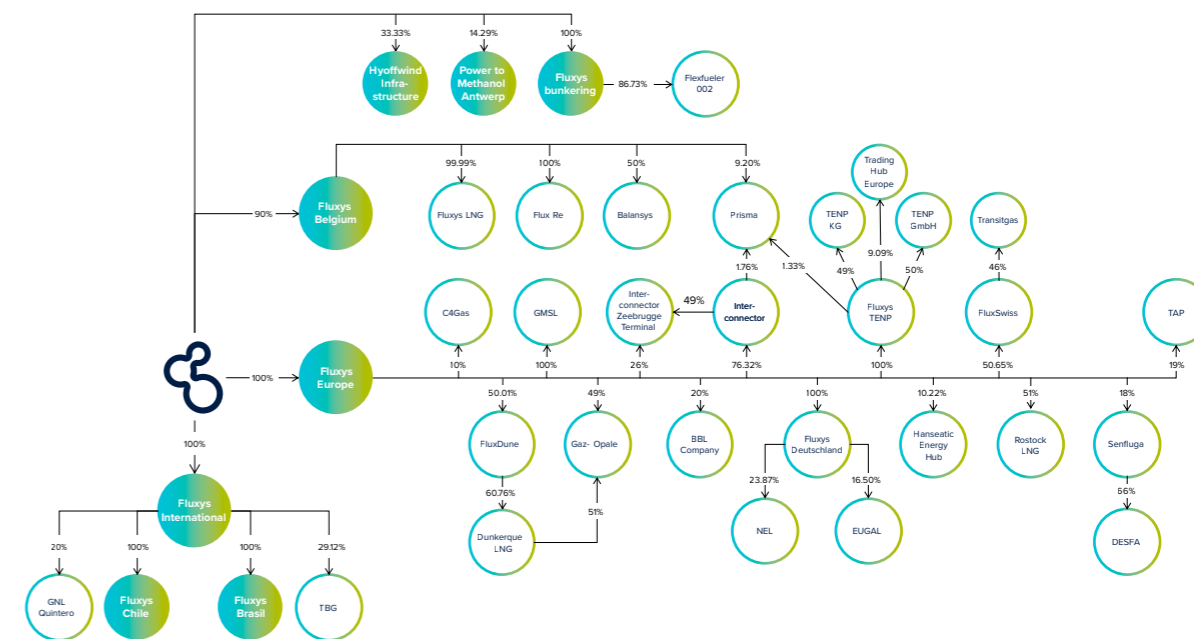 33.33%
14.29%
100%
Hyoffwind
Infra-
structure
Power to
Methanol
Antwerp
Fluxys
bunkering
86.73%
Flexfueler
002
99.99%
100%
50%
9.20%
Trading
Hub
Europe
90%
Fluxys
Belgium
Fluxys LNG
Flux Re
Balansys
Prisma
TENP
KG
TENP
GmbH
Transitgas
9.09%
1.76%
1.33%
49%
50%
46%
C4Gas
GMSL
Inter-
connector
Zeebrugge
Terminal
49%
Inter-
connector
Fluxys
TENP
FluxSwiss
TAP
100%
Fluxys
Europe
10%
100%
26%
76.32%
100%
50.65%
19%
50.01%
49%
20%
100%
10.22%
51%
18%
FluxDune
Gaz- Opale
BBL
Company
Fluxys
Deutschland
Hanseatic
Energy
Hub
Rostock
LNG
Senfluga
100%
60.76%
51%
23.87%
16.50%
66%
Fluxys
International
Dunkerque
LNG
NEL
EUGAL
DESFA
20%
100%
100%
29.12%
GNL
Quintero
Fluxys
Chile
Fluxys
Brasil
TBG